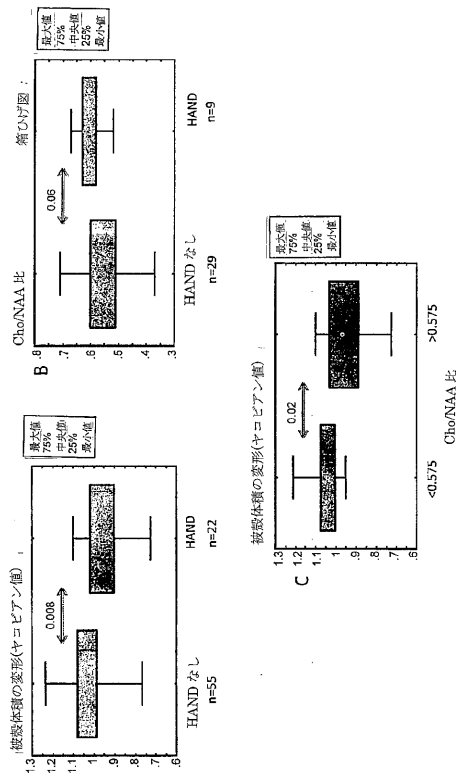 被殻体積の変形(ヤコビアン値)
最大値
75%
中央値
25%
最小値
1.3
1.2
1.1
1
.9
.8
.7
.6
0.008
HANDなし
HAND
n=55
n=22
B
Cho/NAA 比
箱ひげ図:
最大値
75%
中央値
25%
最小値
.8
.7
.6
.5
.4
.3
0.06
HANDなし
HAND
n=29
n=9
C
被殻体積の変形(ヤコビアン値)
最大値
75%
中央値
25%
最小値
1.3
1.2
1.1
1
.9
.8
.7
.6
0.02
<0.575
>0.575
Cho/NAA 比